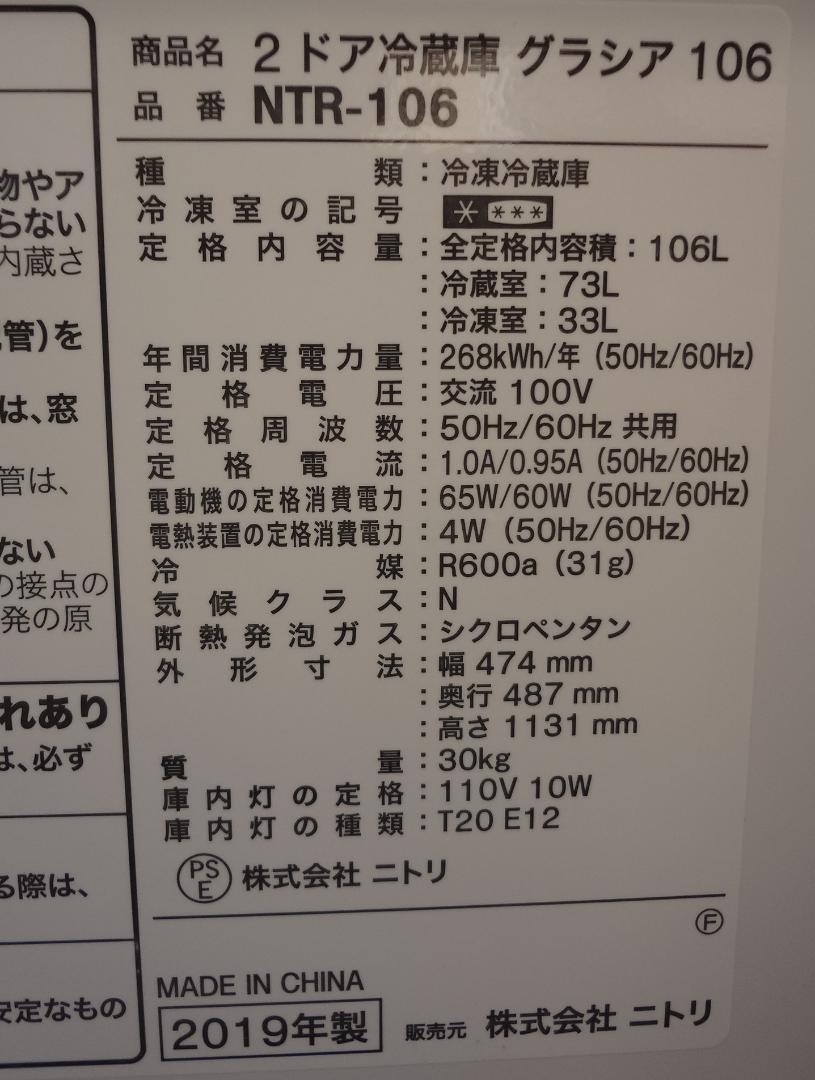 商品名 2ドア冷蔵庫 グラシア 106
品番 NTR-106
種類：冷凍冷蔵庫
冷凍室の記号 * ***
定格内容量：全定格内容積：106L
：冷蔵室：73L
：冷凍室：33L
年間消費電力量：268kWh/年 (50Hz/60Hz)
定格電圧：交流 100V
定格周波数：50Hz/60Hz 共用
定格電流：1.0A/0.95A (50Hz/60Hz)
電動機の定格消費電力：65W/60W (50Hz/60Hz)
電熱装置の定格消費電力：4W (50Hz/60Hz)
冷媒：R600a (31g)
気候クラス：N
断熱発泡ガス：シクロペンタン
外形寸法：幅 474 mm
：奥行 487 mm
：高さ 1131 mm
質量：30kg
庫内灯の定格：110V 10W
庫内灯の種類：T20 E12
PSE 株式会社 ニトリ
F
MADE IN CHINA
2019年製 販売元 株式会社 ニトリ
物やア
らない
内蔵さ
管)を
は、窓
管は、
ない
の接点の
発の原
れあり
は、必ず
る際は、
安定なもの